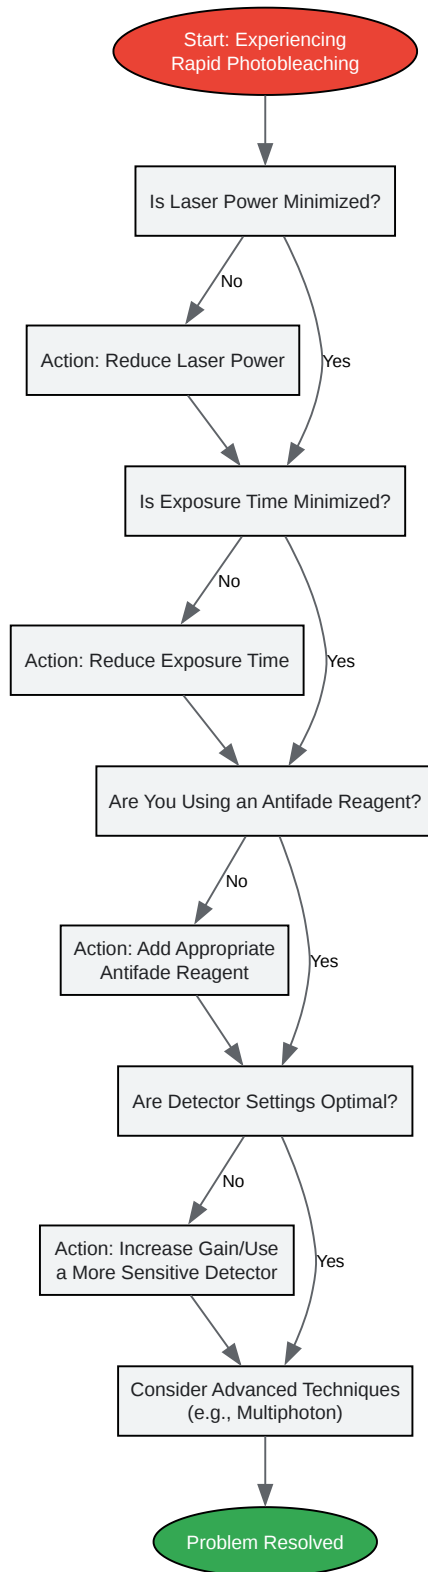 Start: Experiencing
Rapid Photobleaching
Is Laser Power Minimized?
No
Action: Reduce Laser Power
Yes
Is Exposure Time Minimized?
No
Action: Reduce Exposure Time
Yes
Are You Using an Antifade Reagent?
No
Action: Add Appropriate
Antifade Reagent
Yes
Are Detector Settings Optimal?
No
Action: Increase Gain/Use
a More Sensitive Detector
Yes
Consider Advanced Techniques
(e.g., Multiphoton)
Problem Resolved